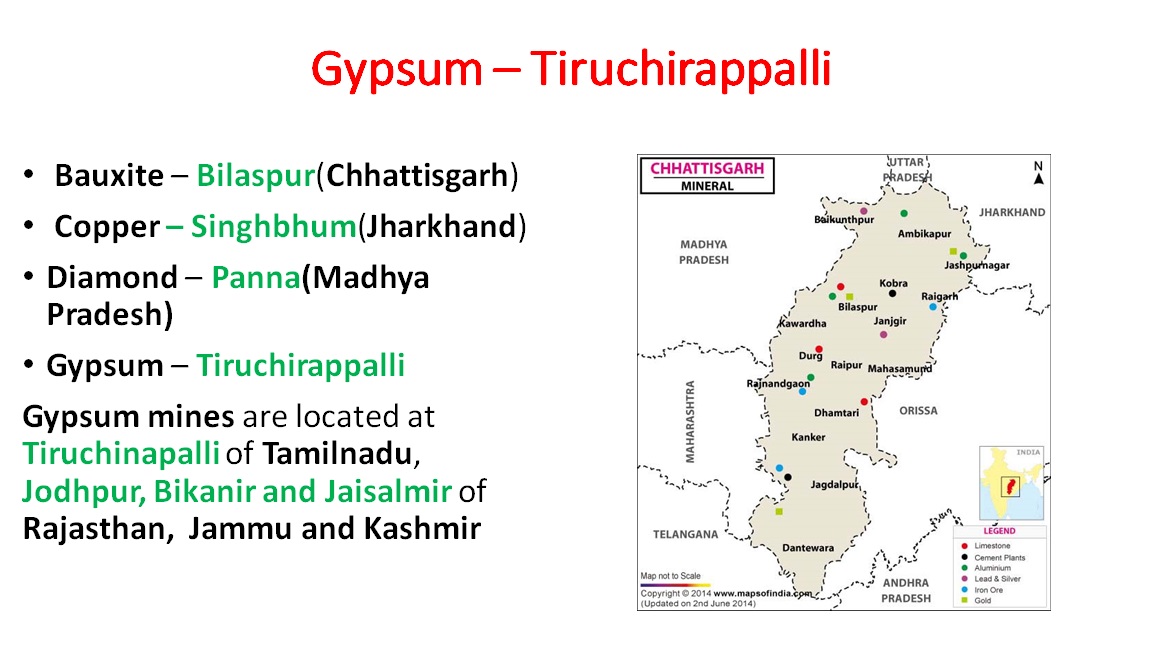 Gypsum – Tiruchirappalli
• Bauxite – Bilaspur(Chhattisgarh)
• Copper – Singhbhum(Jharkhand)
• Diamond – Panna(Madhya
Pradesh)
• Gypsum – Tiruchirappalli
Gypsum mines are located at
Tiruchinapalli of Tamilnadu,
Jodhpur, Bikanir and Jaisalmir of
Rajasthan, Jammu and Kashmir
CHHATTISGARH
MINERAL
UTTAR
PRADESH
N
JHARKHAND
Baikunthpur
Ambikapur
MADHYA
PRADESH
Jashpurnagar
Kobra
Raigarh
Bilaspur
Kawardha
Janjgir
Durg
Raipur
Mahasamund
Rajnandgaon
MAHARASHTRA
Dhamtari
ORISSA
Kanker
INDIA
Jagdalpur
TELANGANA
Dantewara
LEGEND
Limestone
Cement Plants
Aluminium
Lead & Silver
Iron Ore
Gold
ANDHRA
PRADESH
Map not to Scale
Copyright © 2014 www.mapsofindia.com
(Updated on 2nd June 2014)